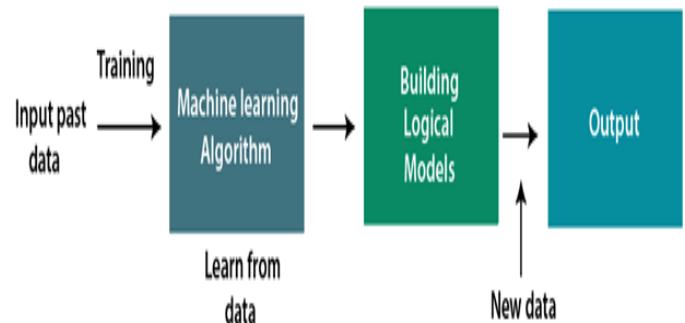 Training
Input past
data
Machine learning
Algorithm
Learn from
data
Building
Logical
Models
New data
Output